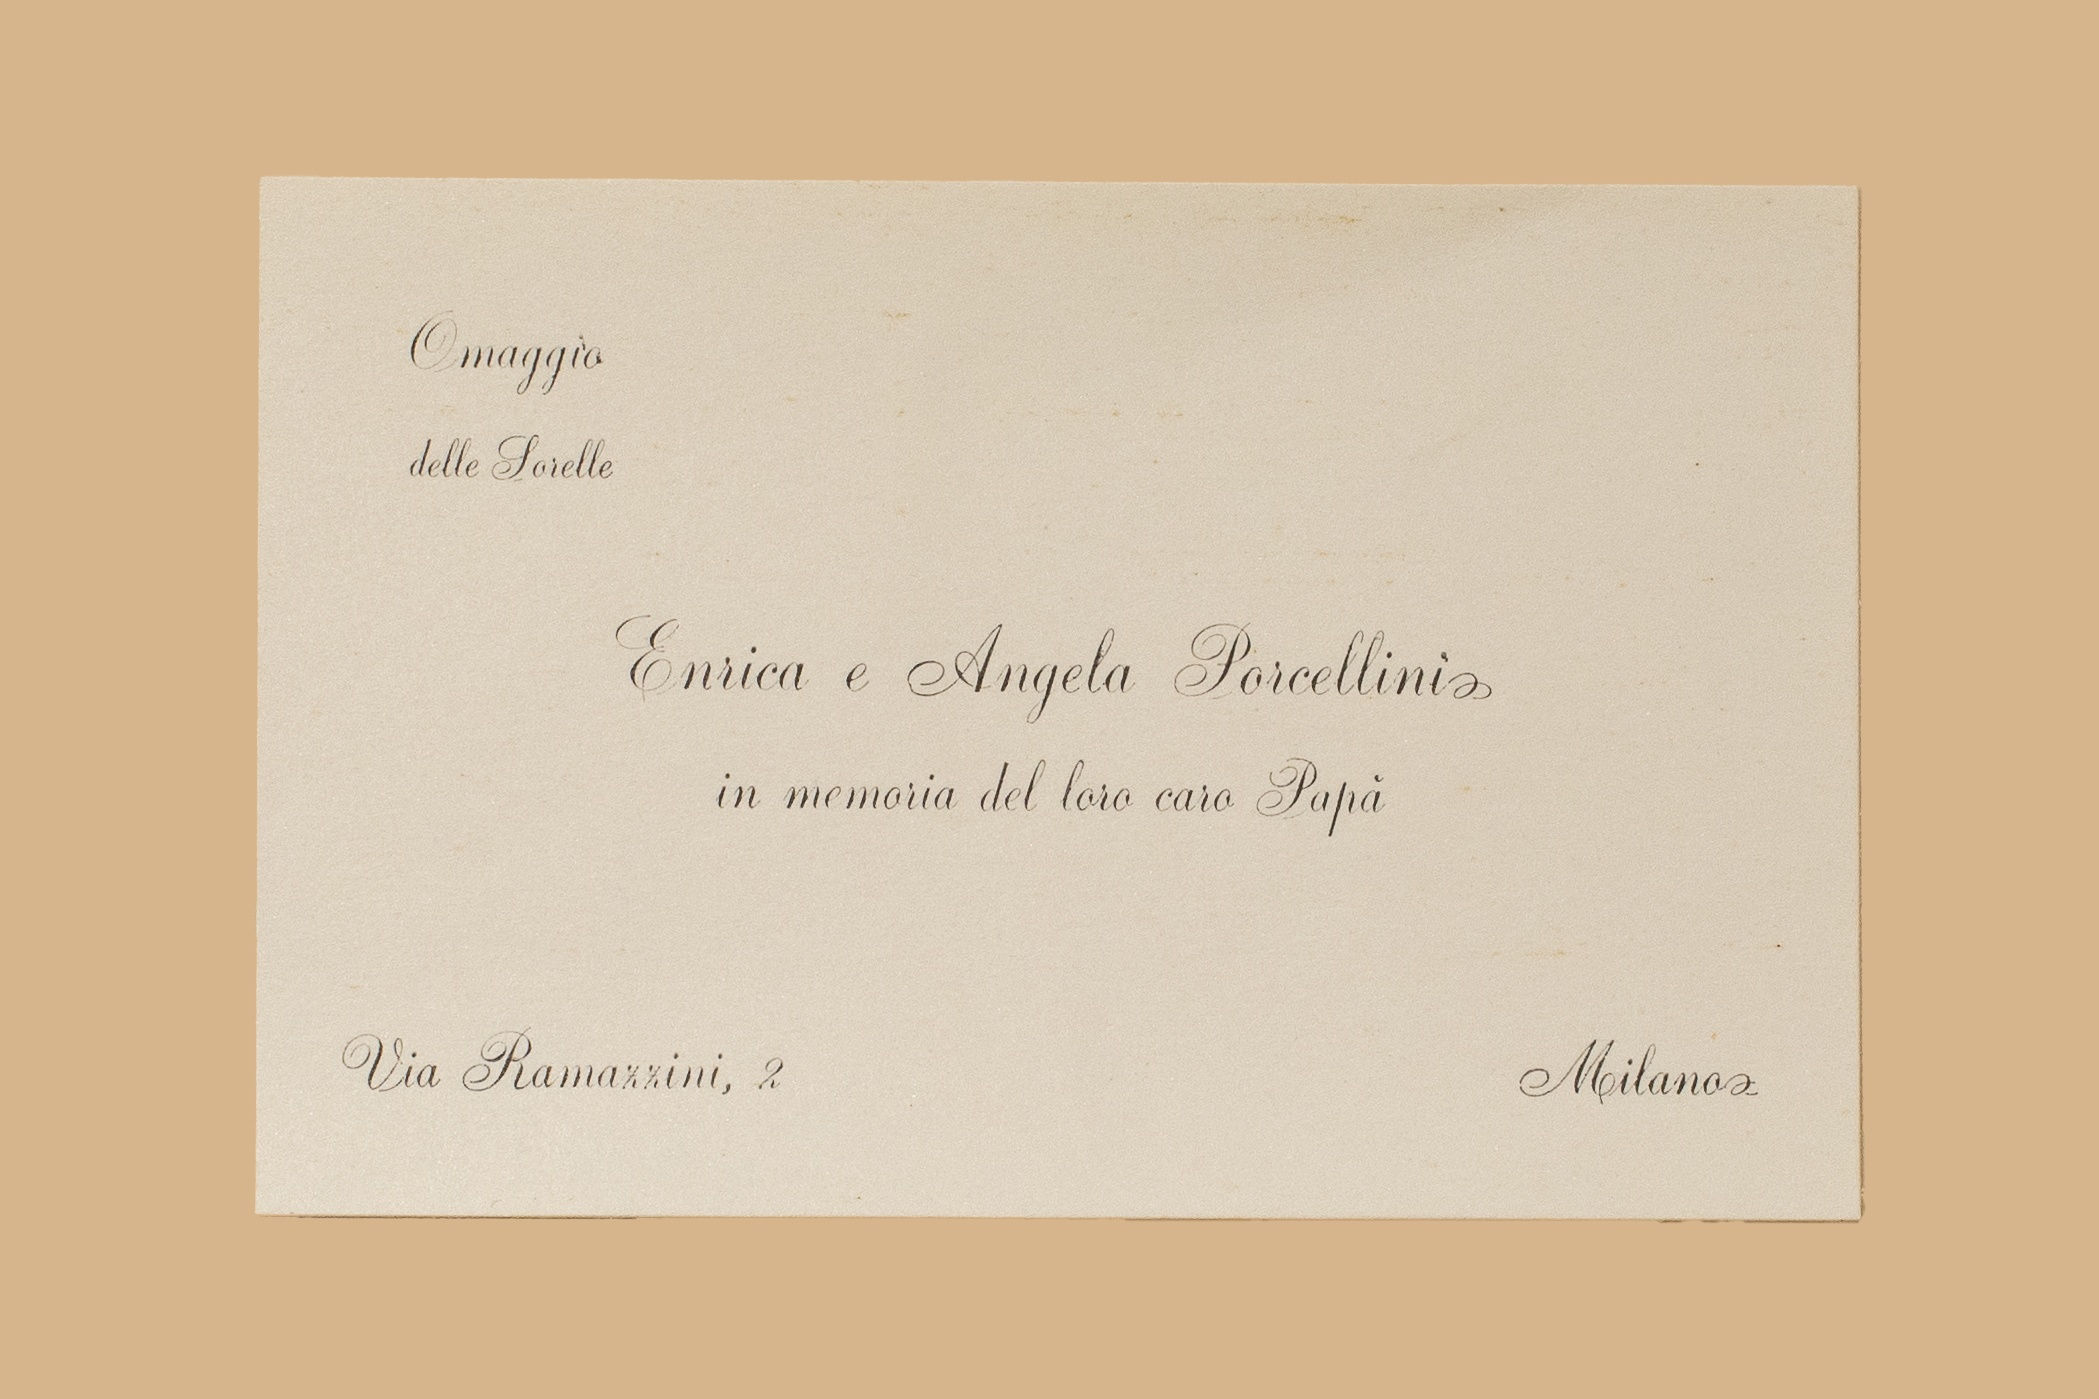 Omaggio
delle Sorelle
Enrica e Angela Porcellini
in memoria del loro caro Papà
Via Ramazzini, 2
Milano